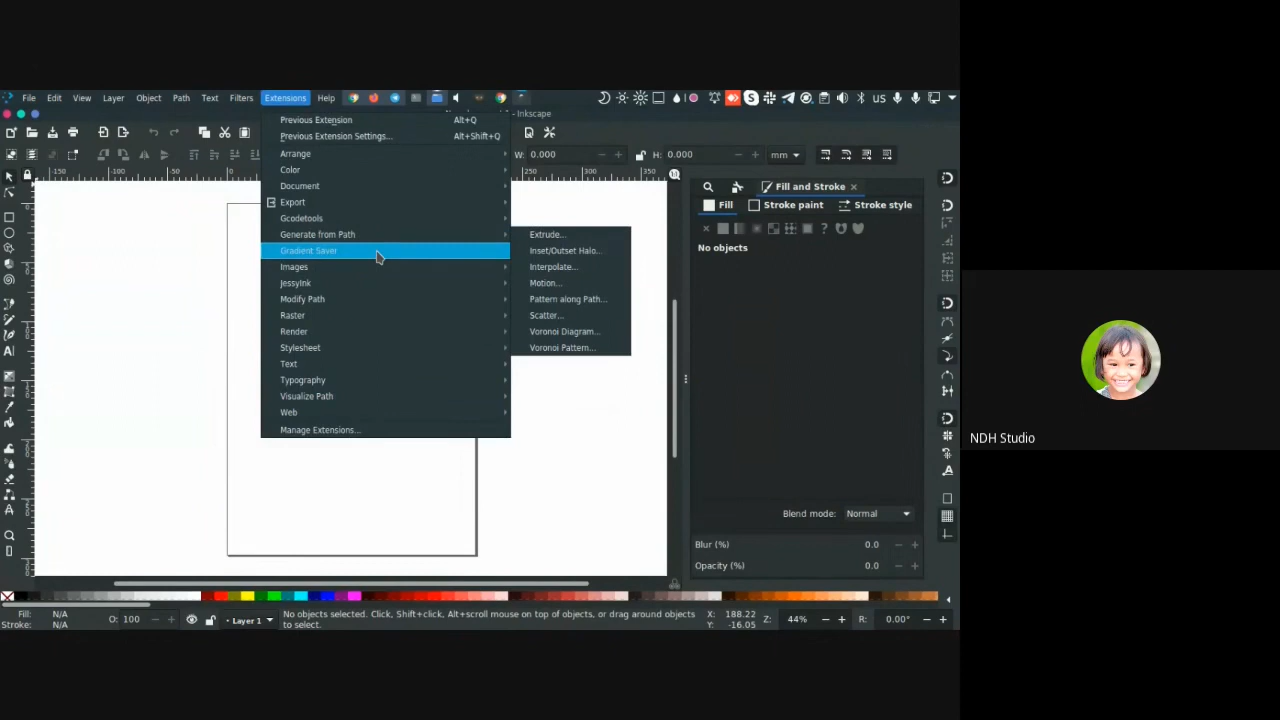 File Edit View Layer Object Path Text Filters Extensions Help
US
- Inkscape
Previous Extension Alt+Q
Previous Extension Settings... Alt+Shift+Q
Arrange
Color
Document
Export
Gcodetools
Generate from Path
Gradient Saver
Images
JessyInk
Modify Path
Raster
Render
Stylesheet
Text
Typography
Visualize Path
Web
Manage Extensions...
Extrude...
Inset/Outset Halo...
Interpolate...
Motion...
Pattern along Path...
Scatter...
Voronoi Diagram...
Voronoi Pattern...
W: 0.000 H: 0.000 mm
-150 -50 0 250 300 350
Fill and Stroke
Fill Stroke paint Stroke style
No objects
Blend mode: Normal
Blur (%) 0.0
Opacity (%) 0.0
Fill: N/A
Stroke: N/A
O: 100
Layer 1
No objects selected. Click, Shift+click, Alt+scroll mouse on top of objects, or drag around objects
to select.
X: 188.22
Y: -16.05
Z: 44%
R: 0.00°
NDH Studio